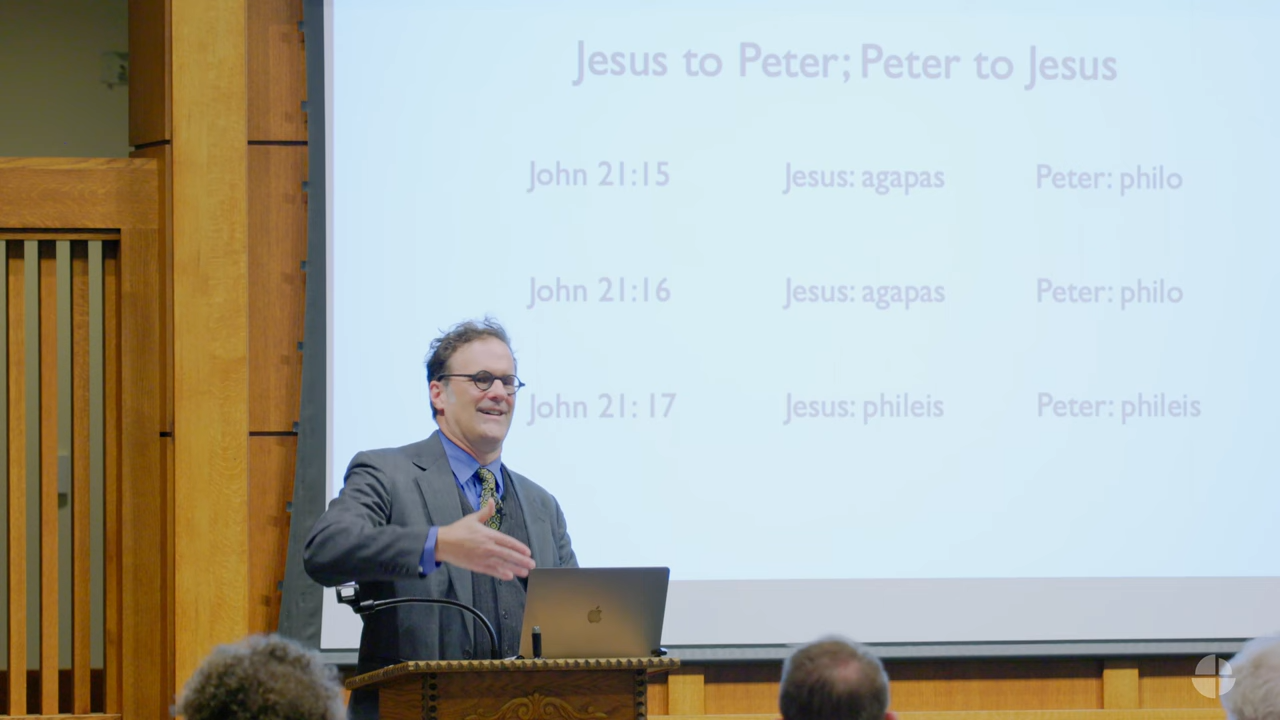 Jesus to Peter; Peter to Jesus
John 21:15 Jesus: agapas Peter: philo
John 21:16 Jesus: agapas Peter: philo
John 21: 17 Jesus: phileis Peter: phileis